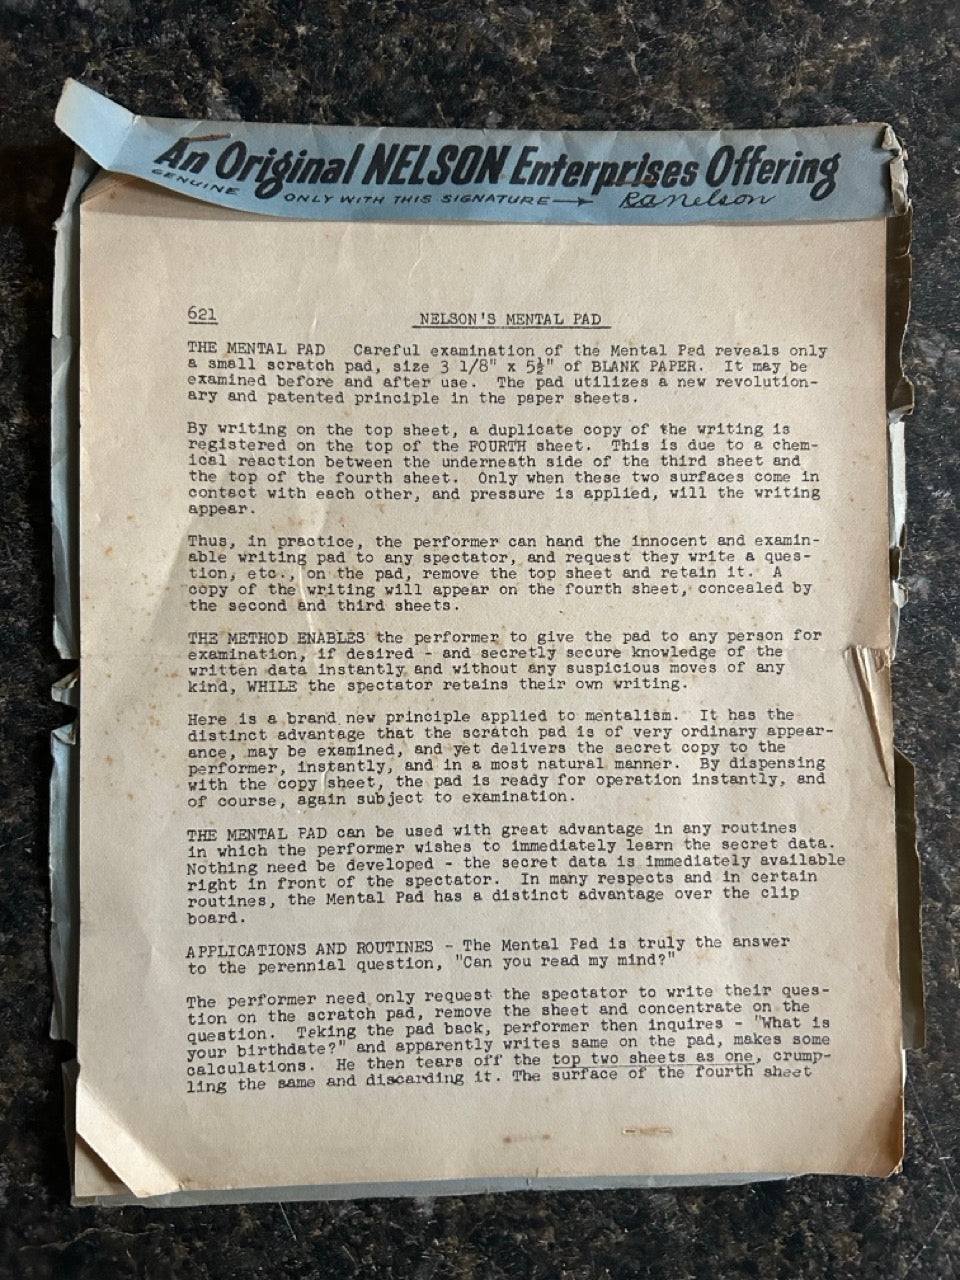 An Original NELSON Enterprises Offering
GENUINE ONLY WITH THIS SIGNATURE → RaNelson
621 NELSON'S MENTAL PAD
THE MENTAL PAD Careful examination of the Mental Pad reveals only
a small scratch pad, size 3 1/8" x 5½" of BLANK PAPER. It may be
examined before and after use. The pad utilizes a new revolution-
ary and patented principle in the paper sheets.
By writing on the top sheet, a duplicate copy of the writing is
registered on the top of the FOURTH sheet. This is due to a chem-
ical reaction between the underneath side of the third sheet and
the top of the fourth sheet. Only when these two surfaces come in
contact with each other, and pressure is applied, will the writing
appear.
Thus, in practice, the performer can hand the innocent and examin-
able writing pad to any spectator, and request they write a ques-
tion, etc., on the pad, remove the top sheet and retain it. A
copy of the writing will appear on the fourth sheet, concealed by
the second and third sheets.
THE METHOD ENABLES the performer to give the pad to any person for
examination, if desired - and secretly secure knowledge of the
written data instantly and without any suspicious moves of any
kind, WHILE the spectator retains their own writing.
Here is a brand new principle applied to mentalism. It has the
distinct advantage that the scratch pad is of very ordinary appear-
ance, may be examined, and yet delivers the secret copy to the
performer, instantly, and in a most natural manner. By dispensing
with the copy sheet, the pad is ready for operation instantly, and
of course, again subject to examination.
THE MENTAL PAD can be used with great advantage in any routines
in which the performer wishes to immediately learn the secret data.
Nothing need be developed - the secret data is immediately available
right in front of the spectator. In many respects and in certain
routines, the Mental Pad has a distinct advantage over the clip
board.
APPLICATIONS AND ROUTINES - The Mental Pad is truly the answer
to the perennial question, "Can you read my mind?"
The performer need only request the spectator to write their ques-
tion on the scratch pad, remove the sheet and concentrate on the
question. Taking the pad back, performer then inquires - "What is
your birthdate?" and apparently writes same on the pad, makes some
calculations. He then tears off the top two sheets as one, crump-
ling the same and discarding it. The surface of the fourth sheet